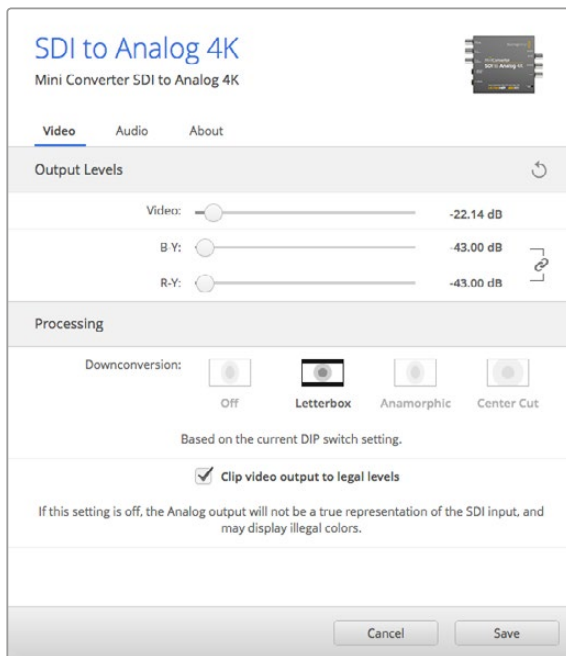 SDI to Analog 4K
Mini Converter SDI to Analog 4K
Video Audio About
Output Levels
Video: -22.14 dB
B-Y: -43.00 dB
R-Y: -43.00 dB
Processing
Downconversion:
Off Letterbox Anamorphic Center Cut
Based on the current DIP switch setting.
Clip video output to legal levels
If this setting is off, the Analog output will not be a true representation of the SDI input, and
may display illegal colors.
Cancel Save